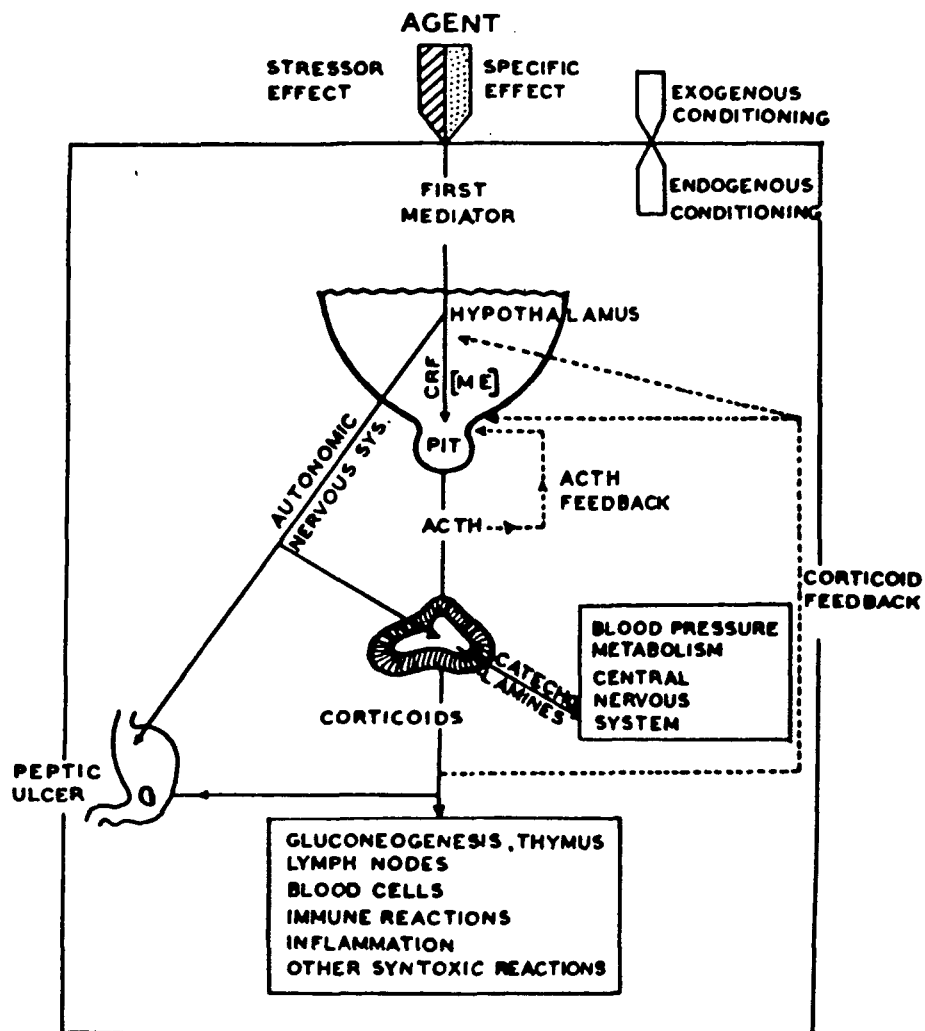 AGENT
STRESSOR
EFFECT
SPECIFIC
EFFECT
EXOGENOUS
CONDITIONING
ENDOGENOUS
CONDITIONING
FIRST
MEDIATOR
HYPOTHALAMUS
CRF
[ME]
PIT
AUTONOMIC
NERVOUS SYS.
ACTH
FEEDBACK
ACTH
CORTICOID
FEEDBACK
BLOOD PRESSURE
METABOLISM
CENTRAL
NERVOUS
SYSTEM
CATECHO
LAMINES
CORTICOIDS
PEPTIC
ULCER
GLUCONEOGENESIS, THYMUS
LYMPH NODES
BLOOD CELLS
IMMUNE REACTIONS
INFLAMMATION
OTHER SYNTOXIC REACTIONS